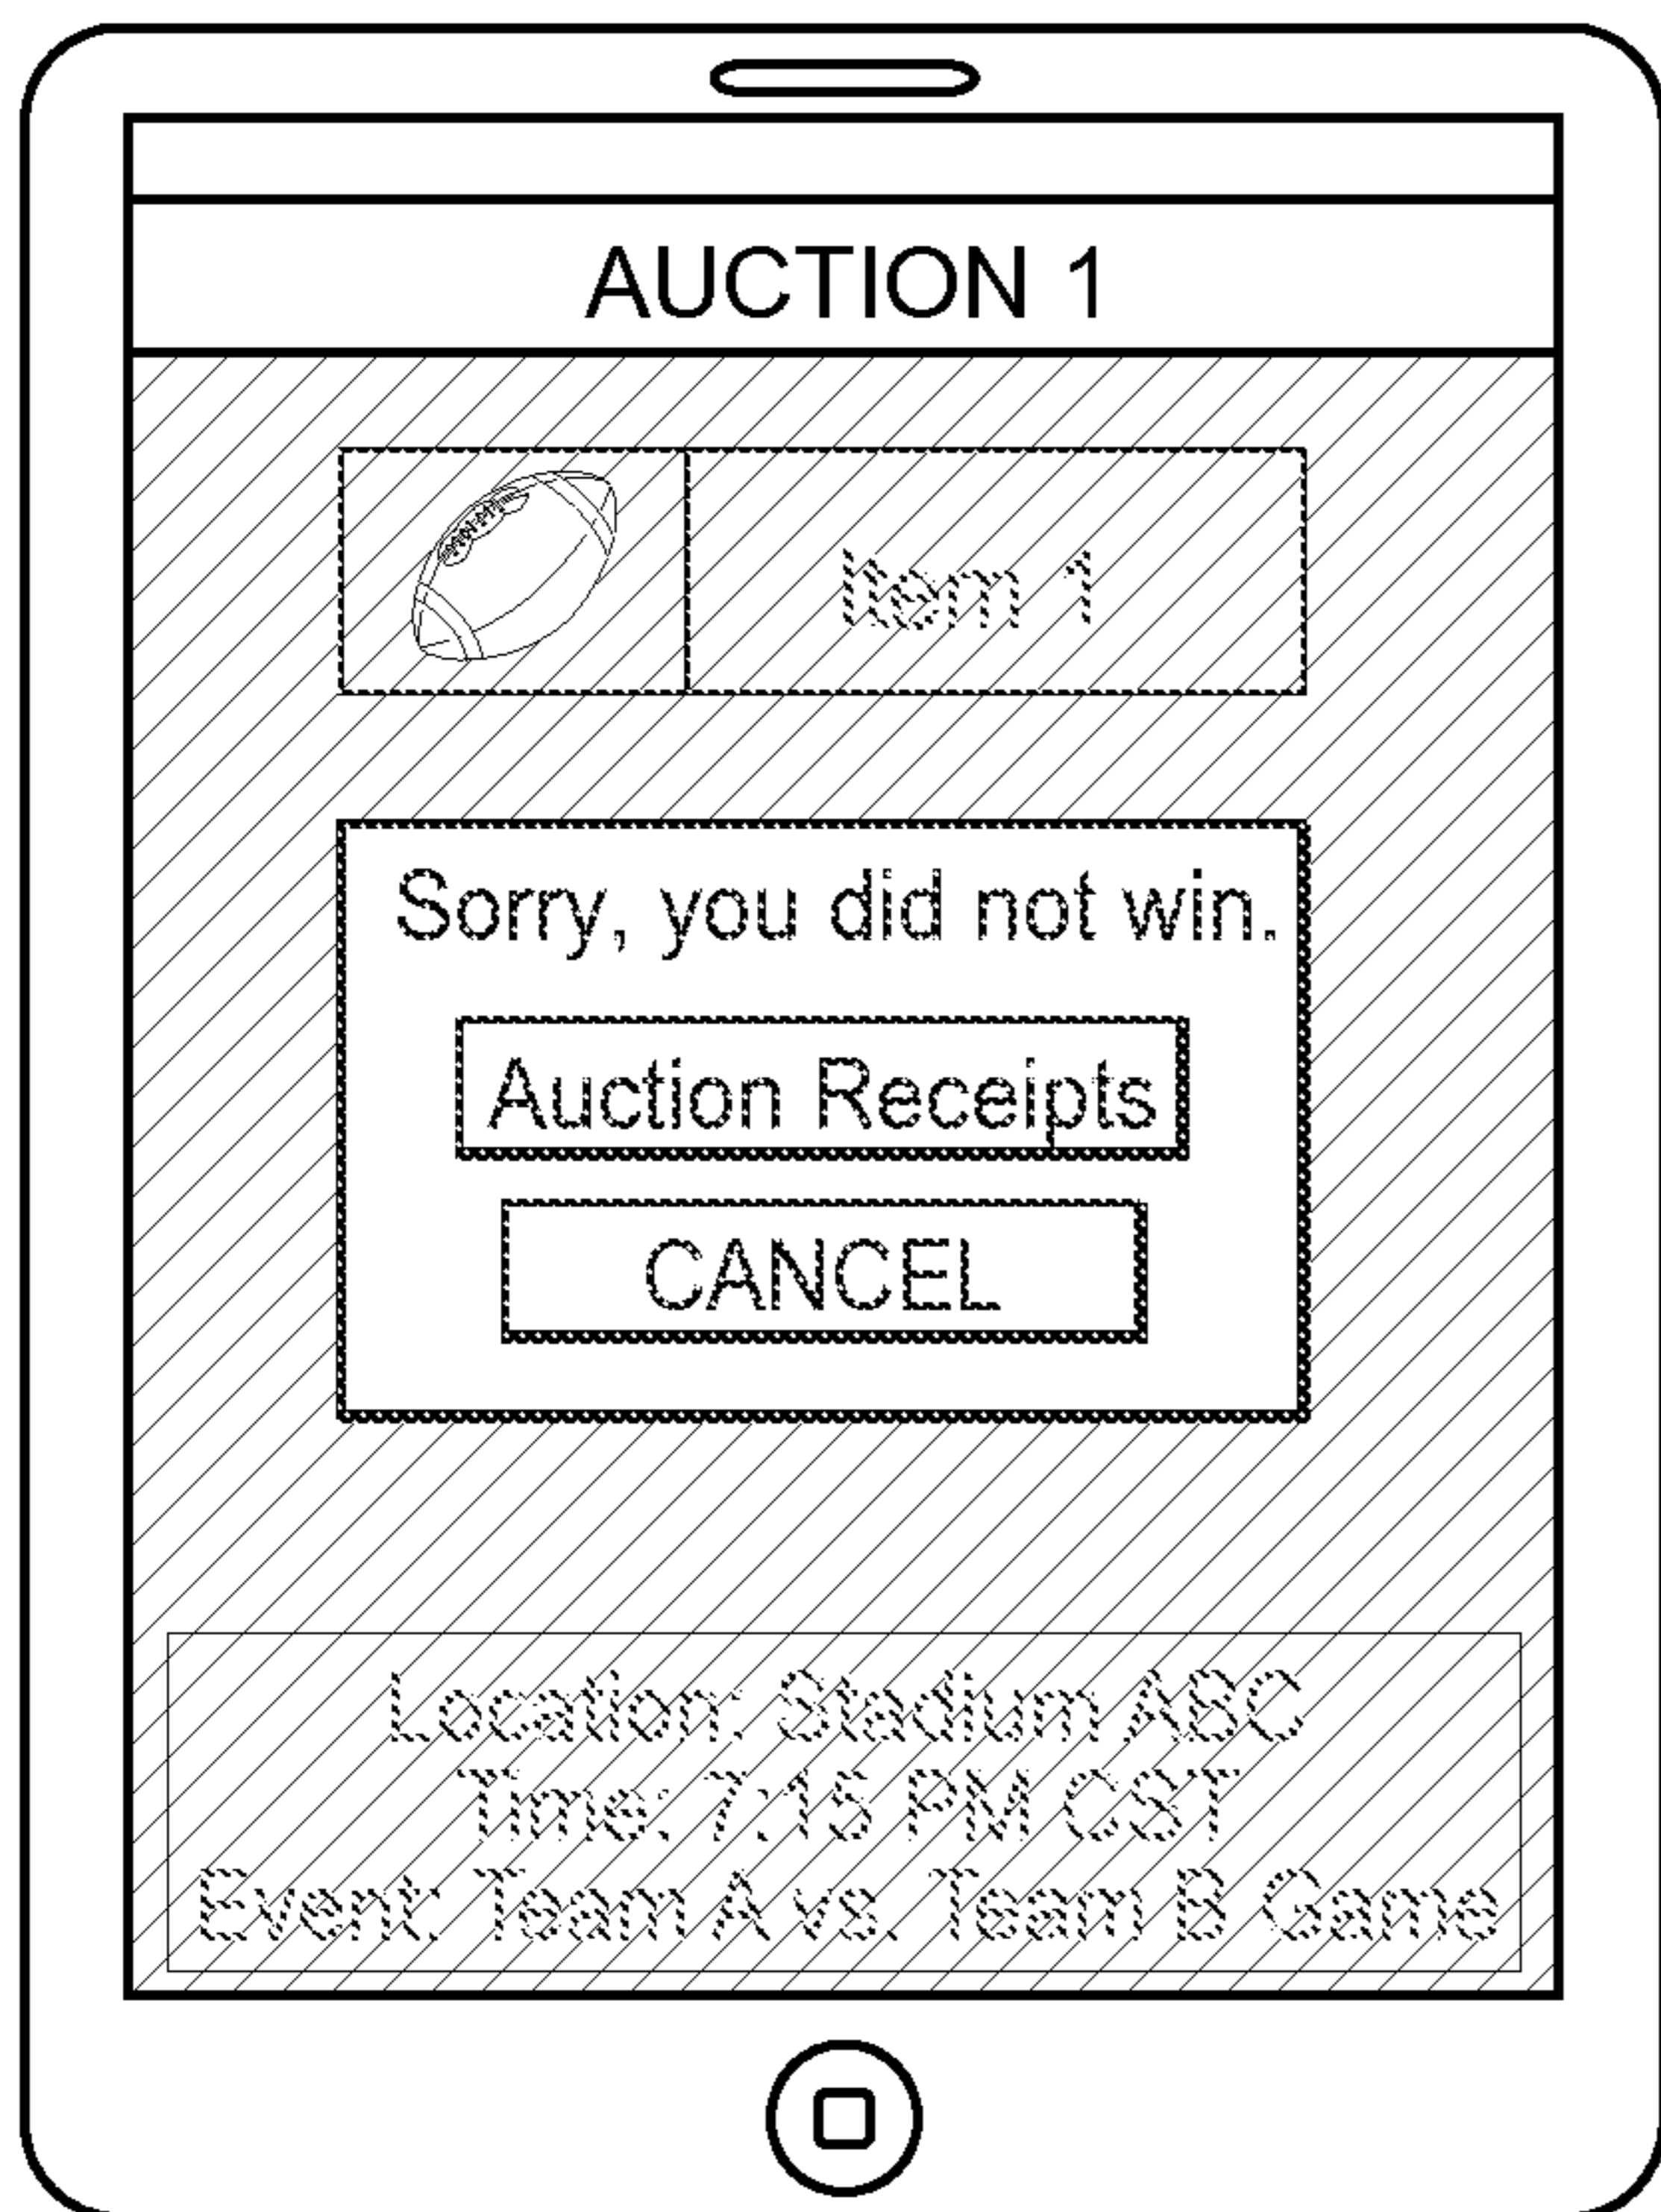 AUCTION 1
Item 1
Sorry, you did not win.
Auction Receipts
CANCEL
Location: Stadium ABC
Time: 7:15 PM CST
Event: Team A vs. Team B Game